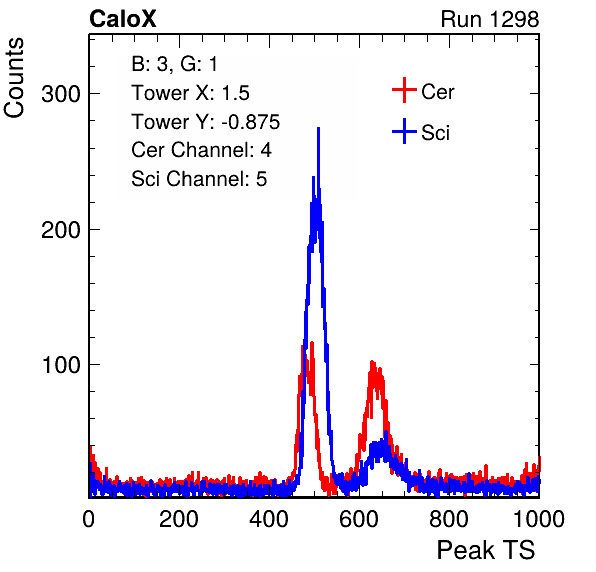 CaloX Run 1298
Counts
B: 3, G: 1
Tower X: 1.5
Tower Y: -0.875
Cer Channel: 4
Sci Channel: 5
Cer
Sci
300
200
100
0 200 400 600 800 1000
Peak TS